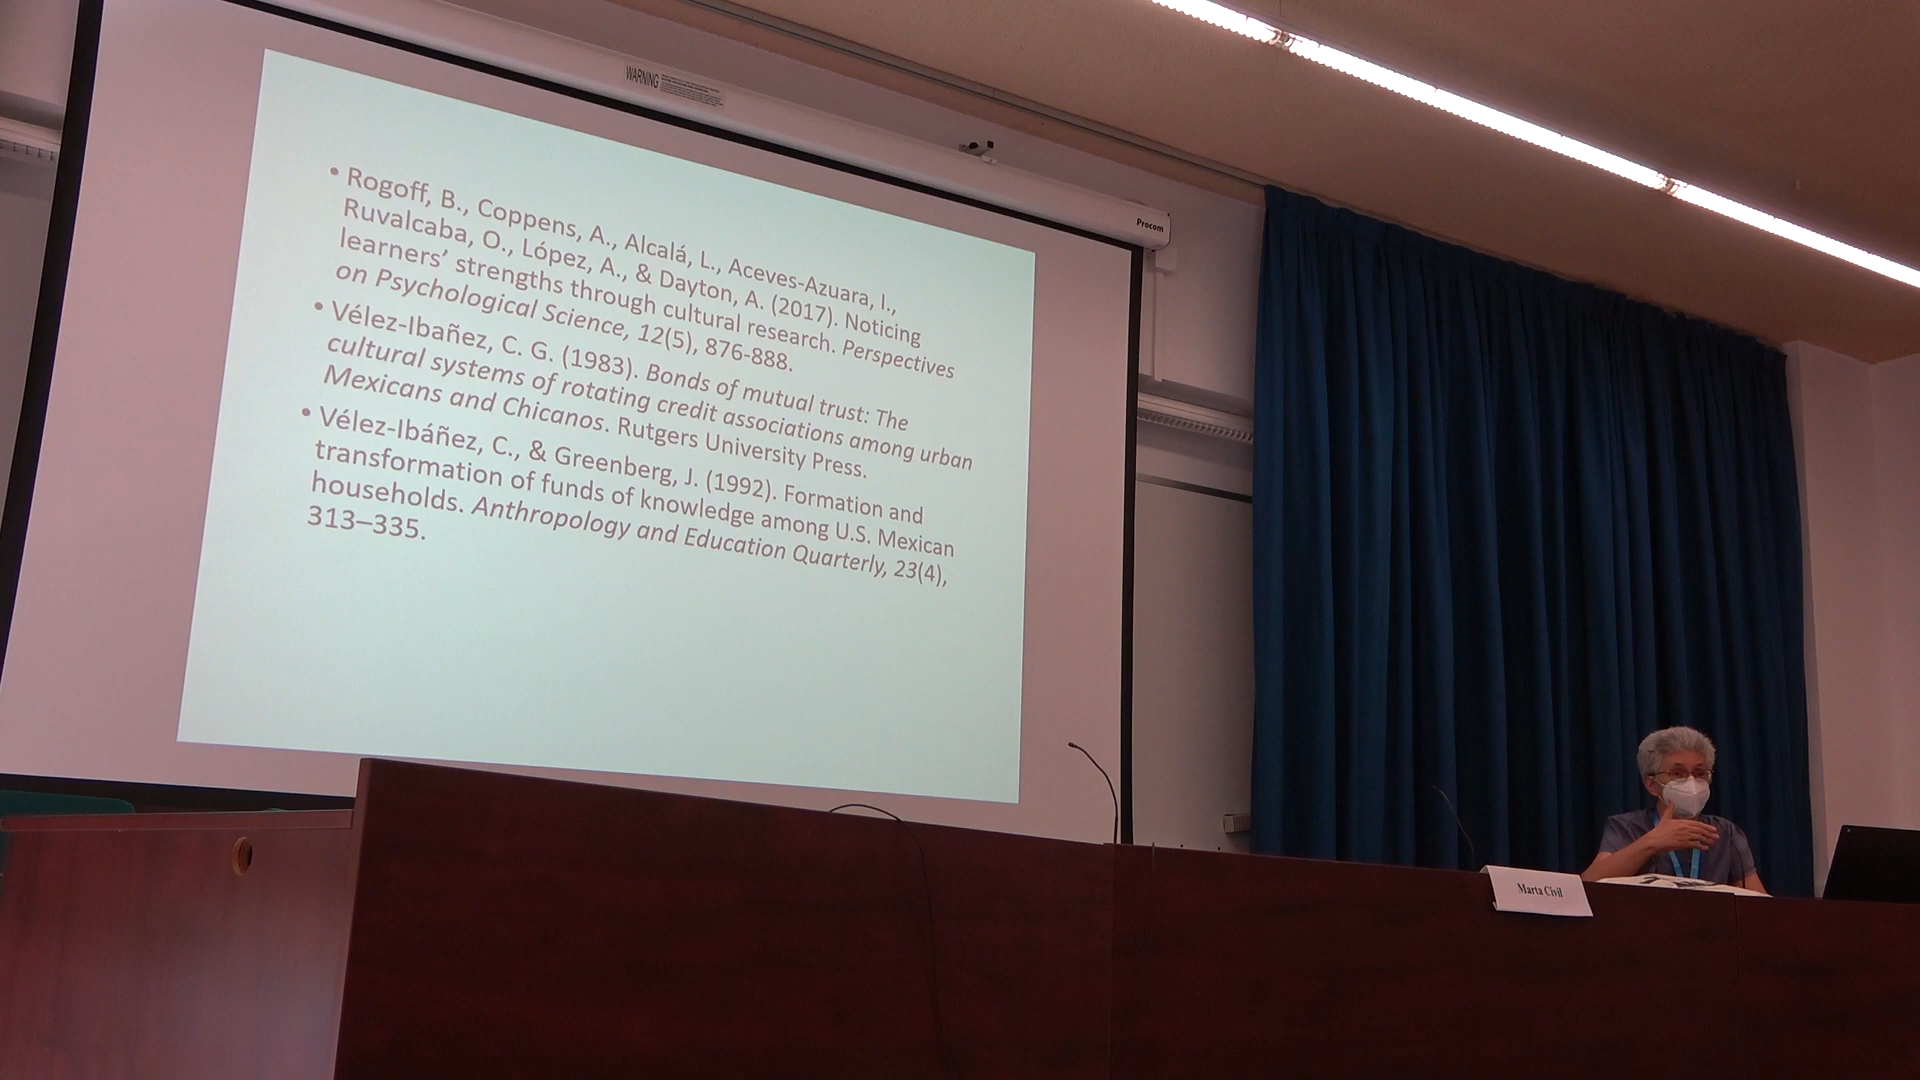 WARNING
Procom
• Rogoff, B., Coppens, A., Alcalá, L., Aceves-Azuara, I.,
Ruvalcaba, O., López, A., & Dayton, A. (2017). Noticing
learners’ strengths through cultural research. Perspectives
on Psychological Science, 12(5), 876-888.
• Vélez-Ibañez, C. G. (1983). Bonds of mutual trust: The
cultural systems of rotating credit associations among urban
Mexicans and Chicanos. Rutgers University Press.
• Vélez-Ibáñez, C., & Greenberg, J. (1992). Formation and
transformation of funds of knowledge among U.S. Mexican
households. Anthropology and Education Quarterly, 23(4),
313–335.
Marta Civil